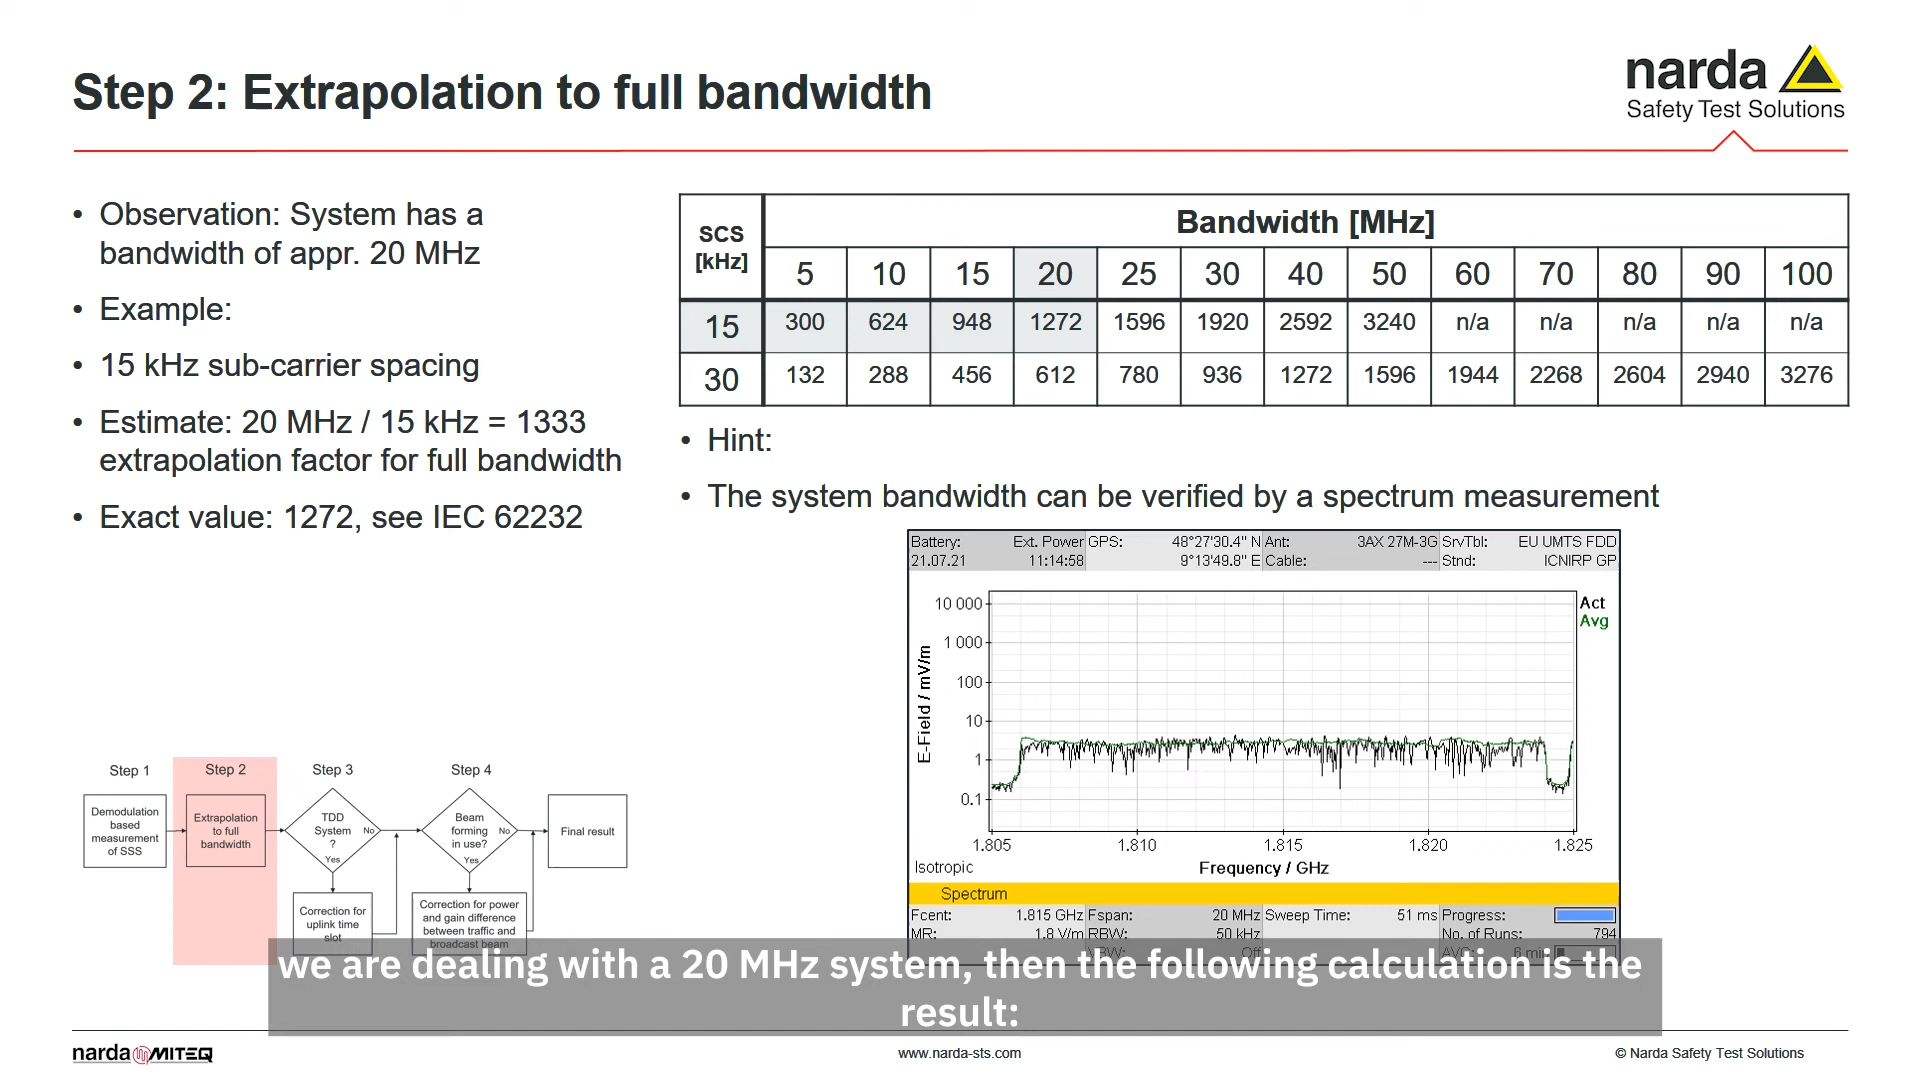 Step 2: Extrapolation to full bandwidth
narda
Safety Test Solutions
• Observation: System has a
bandwidth of appr. 20 MHz
• Example:
• 15 kHz sub-carrier spacing
• Estimate: 20 MHz / 15 kHz = 1333
extrapolation factor for full bandwidth
• Exact value: 1272, see IEC 62232
SCS
[kHz]
Bandwidth [MHz]
5 10 15 20 25 30 40 50 60 70 80 90 100
15 300 624 948 1272 1596 1920 2592 3240 n/a n/a n/a n/a n/a
30 132 288 456 612 780 936 1272 1596 1944 2268 2604 2940 3276
• Hint:
• The system bandwidth can be verified by a spectrum measurement
Battery: Ext. Power GPS: 48°27'30.4" N Ant: 3AX 27M-3G SrvTbl: EU UMTS FDD
21.07.21 11:14:58 9°13'49.8" E Cable: --- Stnd: ICNIRP GP
E-Field / mV/m
10 000
1 000
100
10
1
0.1
Act
Avg
1.805 1.810 1.815 1.820 1.825
Isotropic
Frequency / GHz
Spectrum
Fcent: 1.815 GHz Fspan: 20 MHz Sweep Time: 51 ms Progress:
MR: 1.8 V/m RBW: 50 kHz No. of Runs: 794
VBW: Off AVG: 6 min
Step 1
Step 2
Step 3
Step 4
Demodulation
based
measurement
of SSS
Extrapolation
to full
bandwidth
TDD
System
?
No
Yes
Beam
forming
in use?
No
Yes
Final result
Correction for
uplink time
slot
Correction for power
and gain difference
between traffic and
broadcast beam
we are dealing with a 20 MHz system, then the following calculation is the
result:
narda MITEQ
www.narda-sts.com
© Narda Safety Test Solutions